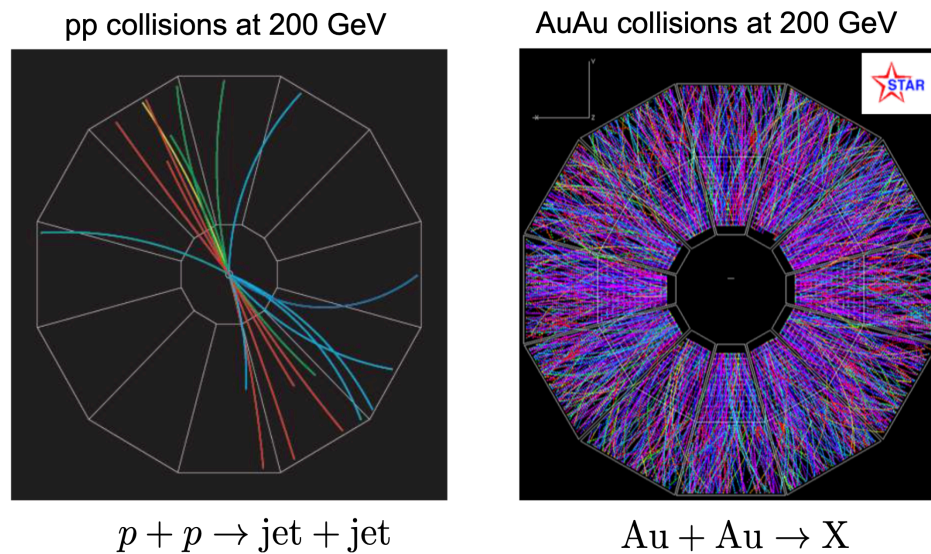 pp collisions at 200 GeV
AuAu collisions at 200 GeV
Y
X
Z
STAR
p + p → jet + jet
Au + Au → X